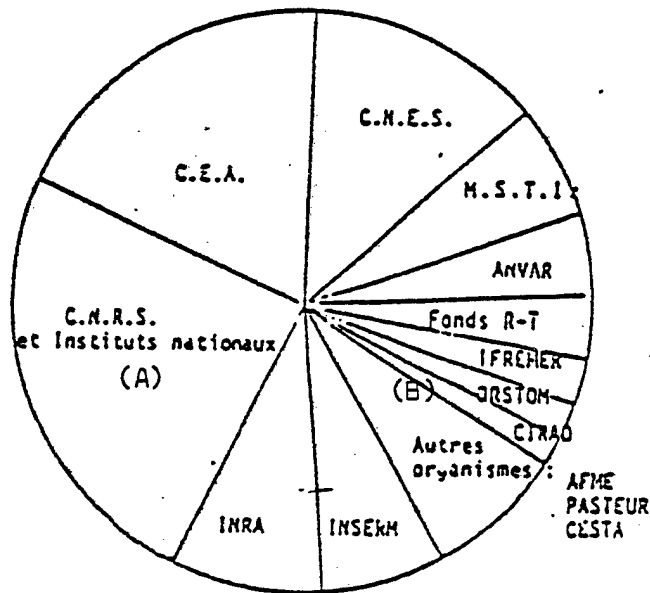 C.N.E.S.
C.E.A.
M.S.T.I.
ANVAR
C.N.R.S.
et Instituts nationaux
(A)
Fonds R-T
IFREMER
(B)
ORSTOM
CIRAD
Autres
organismes :
AFME
PASTEUR
CESTA
INRA
INSERM